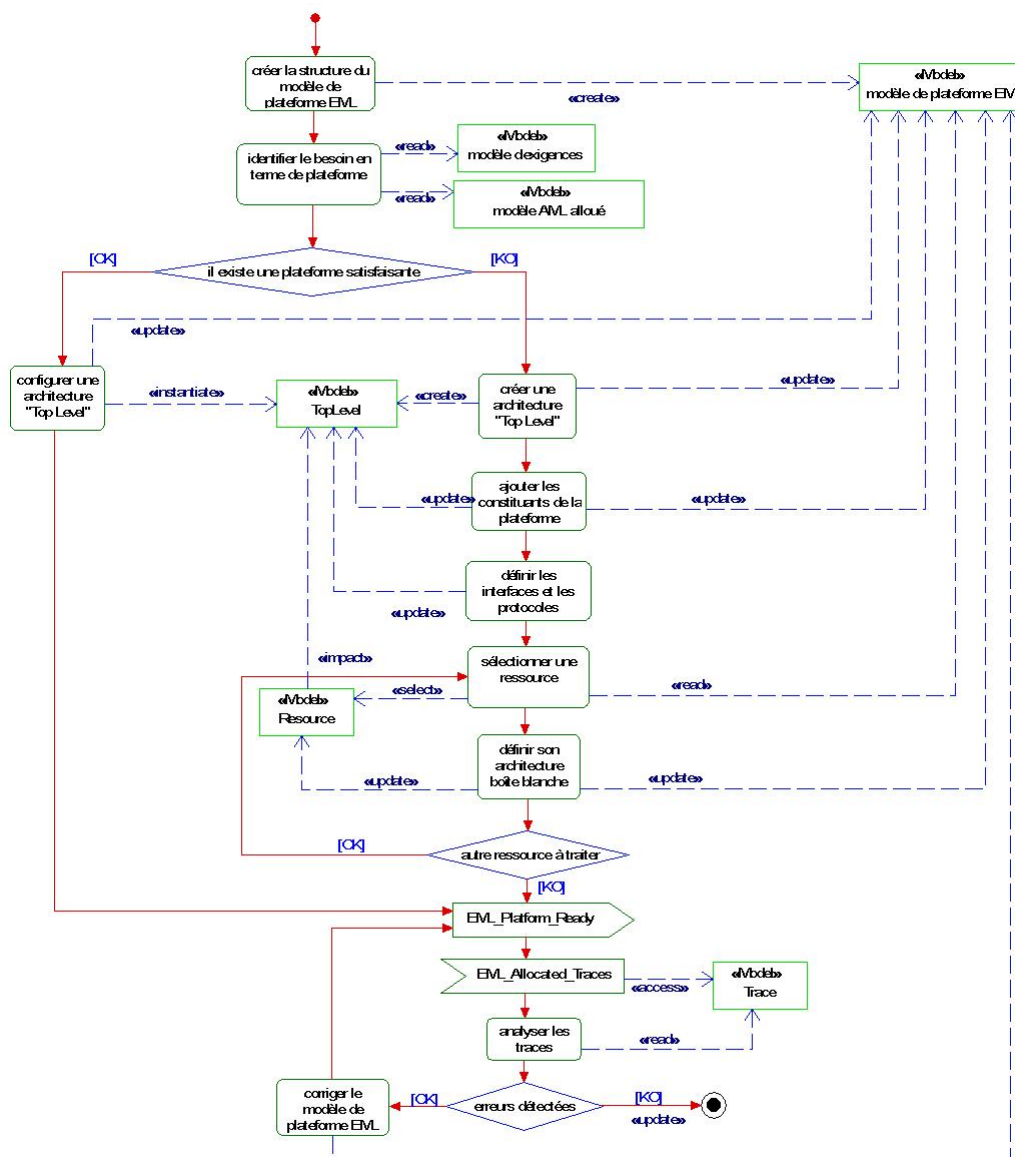 créer la structure du
modèle de
plateforme EML
«create»
«Model»
modèle de plateforme EM
identifier le besoin en
terme de plateforme
«read»
«Model»
modèle dexigences
«read»
«Model»
modèle AML alloué
[OK]
il existe une plateforme satisfaisante
[KO]
«update»
configurer une
architecture
"Top Level"
«instantiate»
«Model»
TopLevel
«create»
créer une
architecture
"Top Level"
«update»
«update»
ajouter les
constituants de la
plateforme
«update»
définir les
interfaces et les
protocoles
«update»
«impact»
sélectionner une
ressource
«select»
«read»
«Model»
Resource
définir son
architecture
boîte blanche
«update»
«update»
[OK]
autre ressource à traiter
[KO]
EML_Platform_Ready
EML_Allocated_Traces
«access»
«Model»
Trace
analyser les
traces
«read»
corriger le
modèle de
plateforme EML
[OK]
erreurs détectées
[KO]
«update»